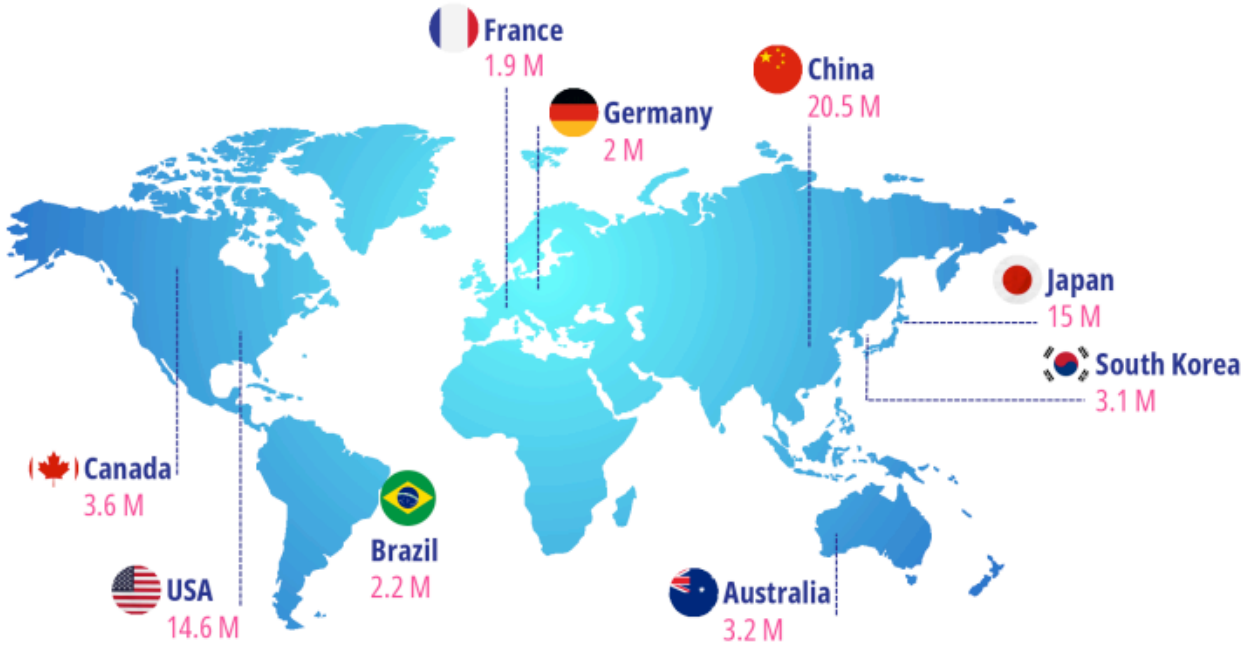 France
1.9 M
China
20.5 M
Germany
2 M
Japan
15 M
South Korea
3.1 M
Canada
3.6 M
Brazil
2.2 M
USA
14.6 M
Australia
3.2 M